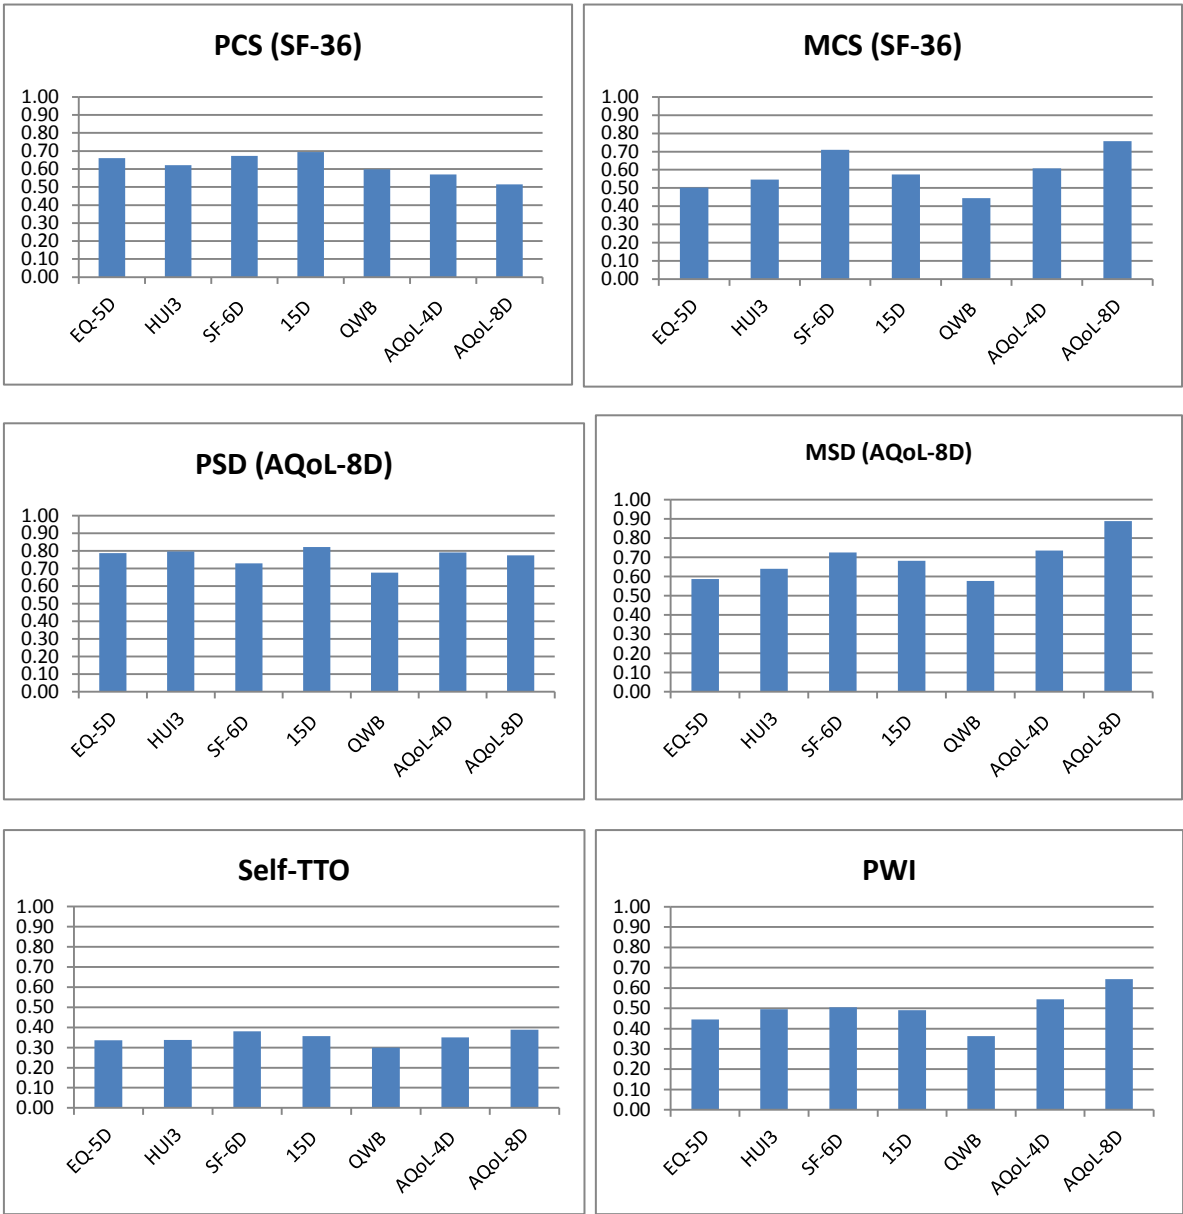 PCS (SF-36)
1.00
0.90
0.80
0.70
0.60
0.50
0.40
0.30
0.20
0.10
0.00
EQ-5D
HUI3
SF-6D
15D
QWB
AQoL-4D
AQoL-8D
MCS (SF-36)
1.00
0.90
0.80
0.70
0.60
0.50
0.40
0.30
0.20
0.10
0.00
EQ-5D
HUI3
SF-6D
15D
QWB
AQoL-4D
AQoL-8D
PSD (AQoL-8D)
1.00
0.90
0.80
0.70
0.60
0.50
0.40
0.30
0.20
0.10
0.00
EQ-5D
HUI3
SF-6D
15D
QWB
AQoL-4D
AQoL-8D
MSD (AQoL-8D)
1.00
0.90
0.80
0.70
0.60
0.50
0.40
0.30
0.20
0.10
0.00
EQ-5D
HUI3
SF-6D
15D
QWB
AQoL-4D
AQoL-8D
Self-TTO
1.00
0.90
0.80
0.70
0.60
0.50
0.40
0.30
0.20
0.10
0.00
EQ-5D
HUI3
SF-6D
15D
QWB
AQoL-4D
AQoL-8D
PWI
1.00
0.90
0.80
0.70
0.60
0.50
0.40
0.30
0.20
0.10
0.00
EQ-5D
HUI3
SF-6D
15D
QWB
AQoL-4D
AQoL-8D